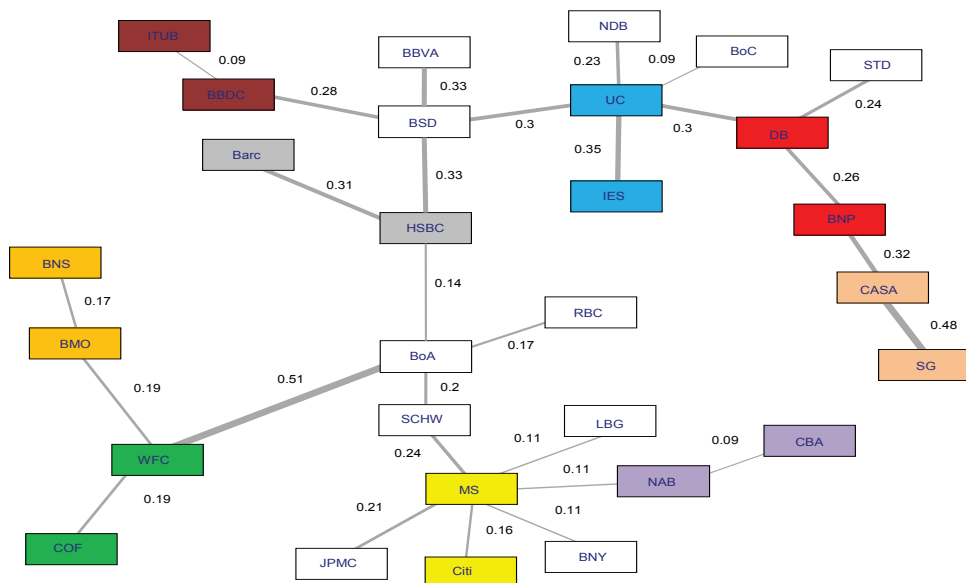 NDB
ITUB
BBVA
BoC
STD
0.09
0.23
0.09
BBDC
0.28
0.33
0.24
UC
BSD
0.3
0.3
DB
Barc
0.35
0.31
0.33
0.26
IES
BNP
HSBC
0.32
BNS
0.14
CASA
0.17
RBC
0.48
BMO
BoA
0.17
SG
0.19
0.51
0.2
SCHW
LBG
0.11
0.09
CBA
WFC
0.24
0.11
MS
NAB
0.19
0.21
0.16
0.11
COF
JPMC
Citi
BNY